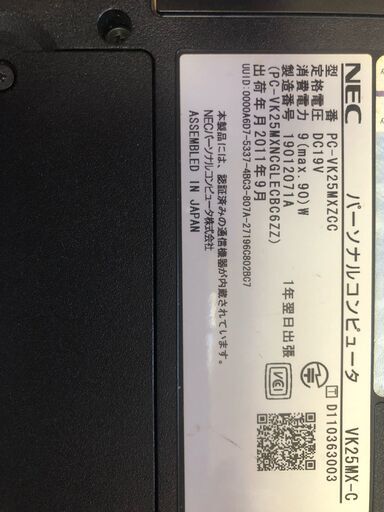 NEC パーソナルコンピュータ VK25MX-C
型番 PC-VK25MXZCC
定格電圧 DC19V
消費電力 9(max.90)W
製造番号 19012071A
(PC-VK25MXNCGLECBC6ZZ)
出荷年月 2011年9月
1年翌日出張
UUID:0000A6D7-5337-4BC3-807A-27196C802BC7
本製品には、認証済みの通信機器が内蔵されています。
NECパーソナルコンピュータ株式会社
ASSEMBLED IN JAPAN
VCI
T D110363003